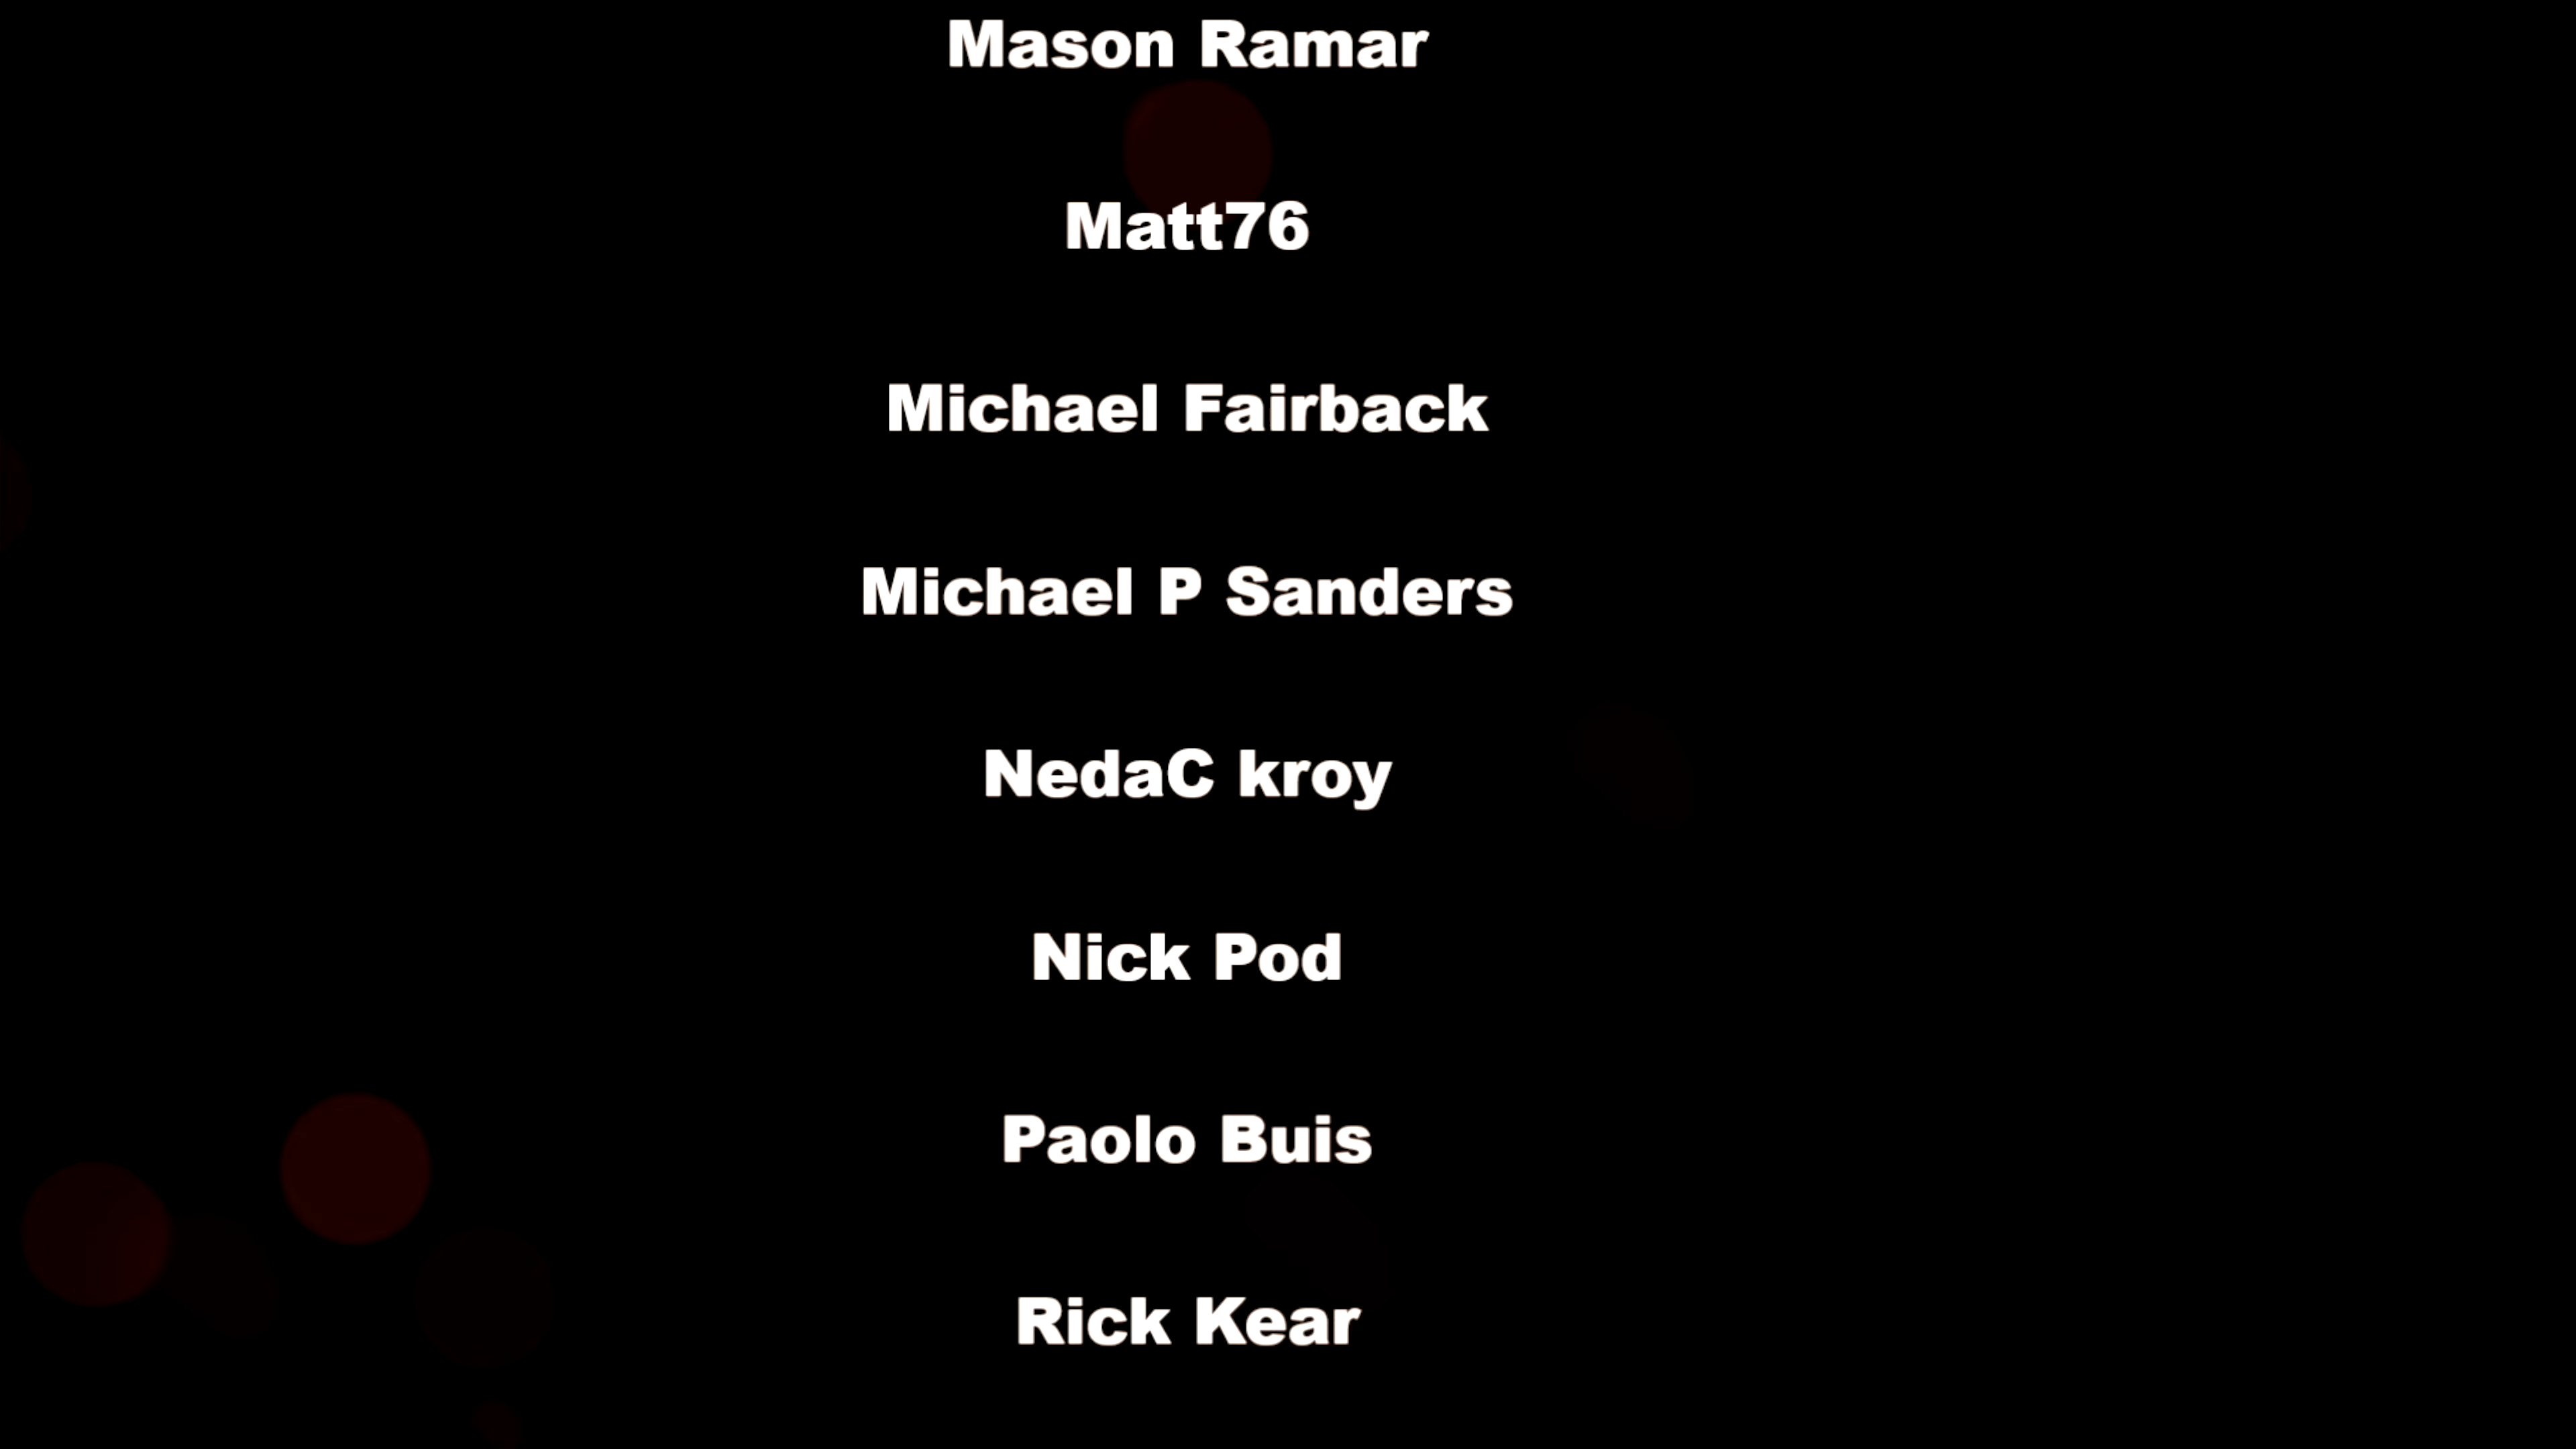 Mason Ramar
Matt76
Michael Fairback
Michael P Sanders
NedaC kroy
Nick Pod
Paolo Buis
Rick Kear